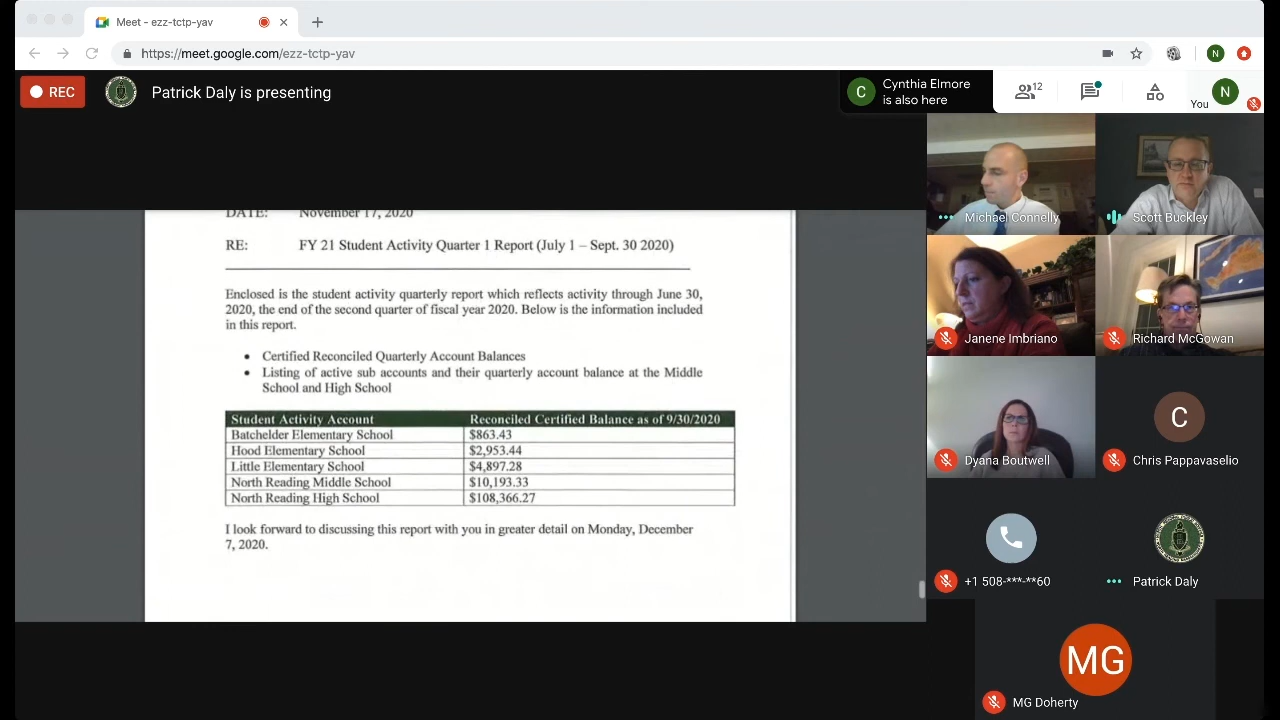 Meet - ezz-tctp-yav
https://meet.google.com/ezz-tctp-yav
N
REC
Patrick Daly is presenting
C
Cynthia Elmore
is also here
12
You
N
DATE: November 17, 2020
RE: FY 21 Student Activity Quarter 1 Report (July 1 – Sept. 30 2020)
Enclosed is the student activity quarterly report which reflects activity through June 30,
2020, the end of the second quarter of fiscal year 2020. Below is the information included
in this report.
• Certified Reconciled Quarterly Account Balances
• Listing of active sub accounts and their quarterly account balance at the Middle
School and High School
Student Activity Account Reconciled Certified Balance as of 9/30/2020
Batchelder Elementary School $863.43
Hood Elementary School $2,953.44
Little Elementary School $4,897.28
North Reading Middle School $10,193.33
North Reading High School $108,366.27
I look forward to discussing this report with you in greater detail on Monday, December
7, 2020.
Michael Connelly
Scott Buckley
Janene Imbriano
Richard McGowan
Dyana Boutwell
C
Chris Pappavaselio
+1 508-***-**60
Patrick Daly
MG
MG Doherty